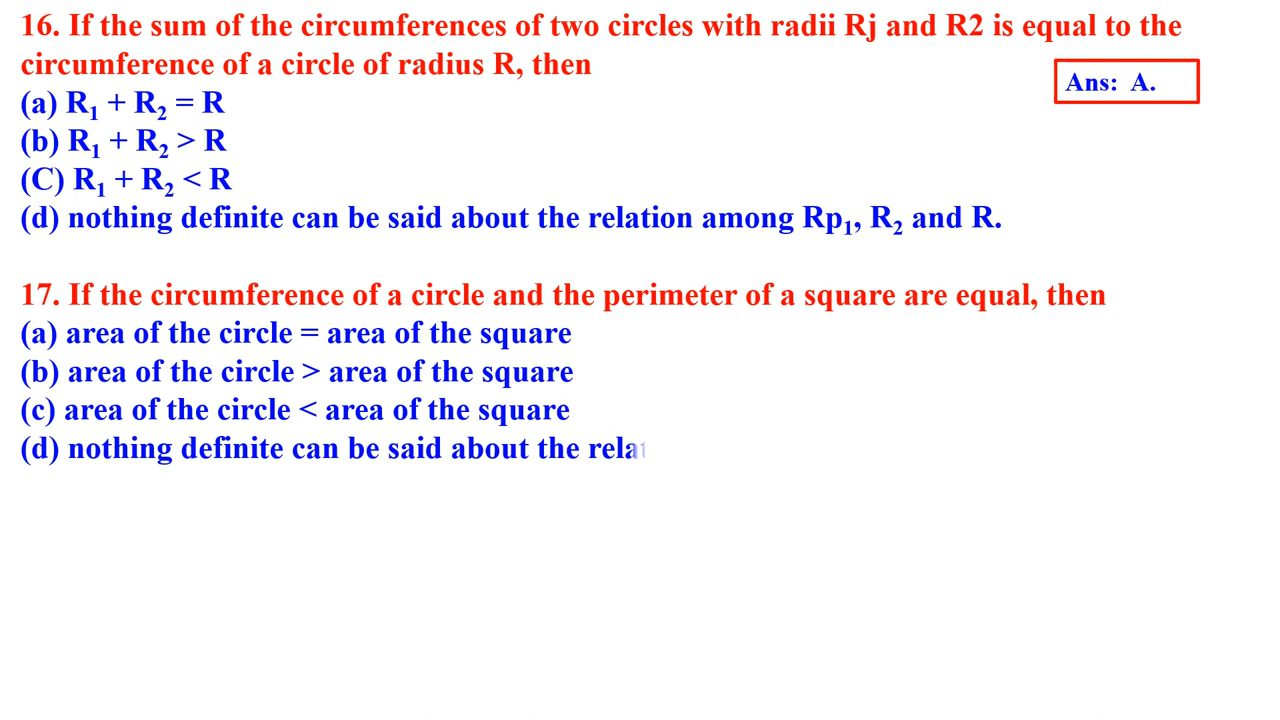 16. If the sum of the circumferences of two circles with radii Rj and R2 is equal to the
circumference of a circle of radius R, then
Ans: A.
(a) R₁ + R₂ = R
(b) R₁ + R₂ > R
(C) R₁ + R₂ < R
(d) nothing definite can be said about the relation among Rp₁, R₂ and R.
17. If the circumference of a circle and the perimeter of a square are equal, then
(a) area of the circle = area of the square
(b) area of the circle > area of the square
(c) area of the circle < area of the square
(d) nothing definite can be said about the